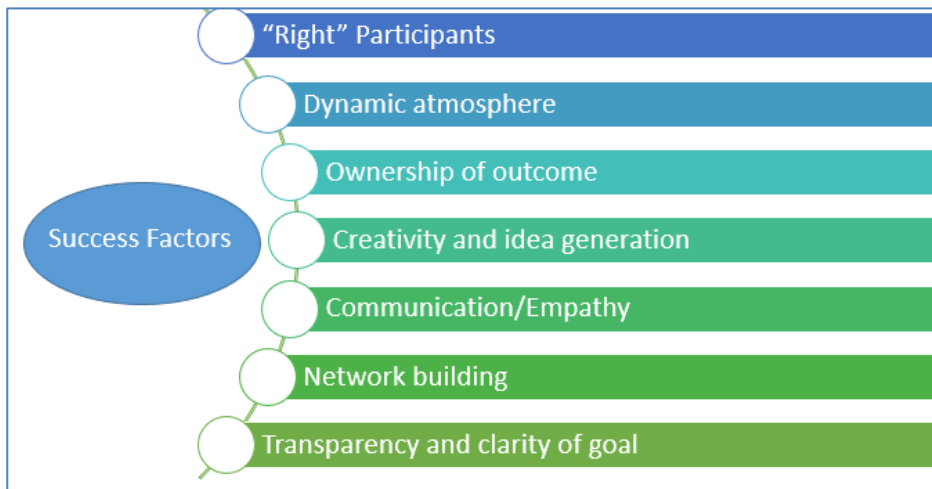 “Right” Participants
Dynamic atmosphere
Ownership of outcome
Success Factors
Creativity and idea generation
Communication/Empathy
Network building
Transparency and clarity of goal